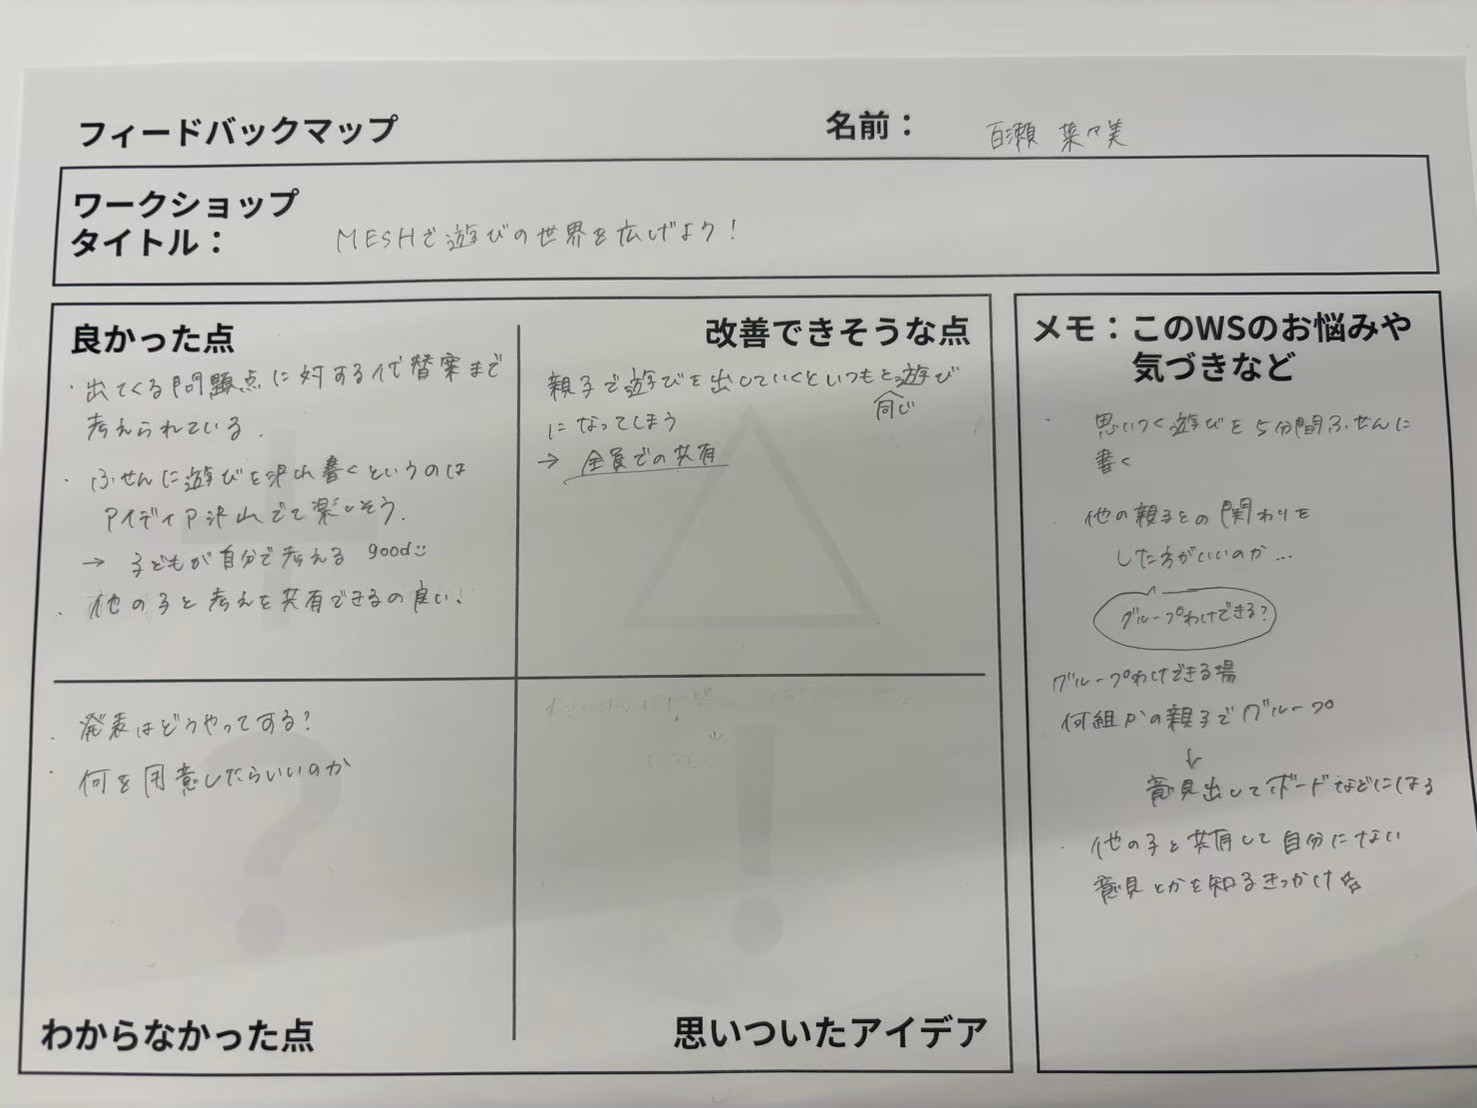 フィードバックマップ
名前：
百瀬 菜々美
ワークショップ
タイトル：
MESHで遊びの世界を広げよう！
良かった点
・出てくる問題点に対する代替案まで
考えられている.
・ふせんに遊びを沢山書くというのは
アイディア沢山でて楽しそう.
→ 子どもが自分で考える good
・他の子と考えを共有できるの良い.
改善できそうな点
親子で遊びを出していくといつもと同じ遊び
になってしまう
→ 全員での共有
・発表はどうやってする？
・何を用意したらいいのか
わからなかった点
思いついたアイデア
メモ：このWSのお悩みや
気づきなど
・思いつく遊びを5分間ふせんに
書く
・他の親子との関わりを
した方がいいのか...
グループわけできる？
グループわけできる場
何組かの親子でグループ
↓
意見出してボードなどにはる
・他の子と共有して自分にない
意見とかを知るきっかけ